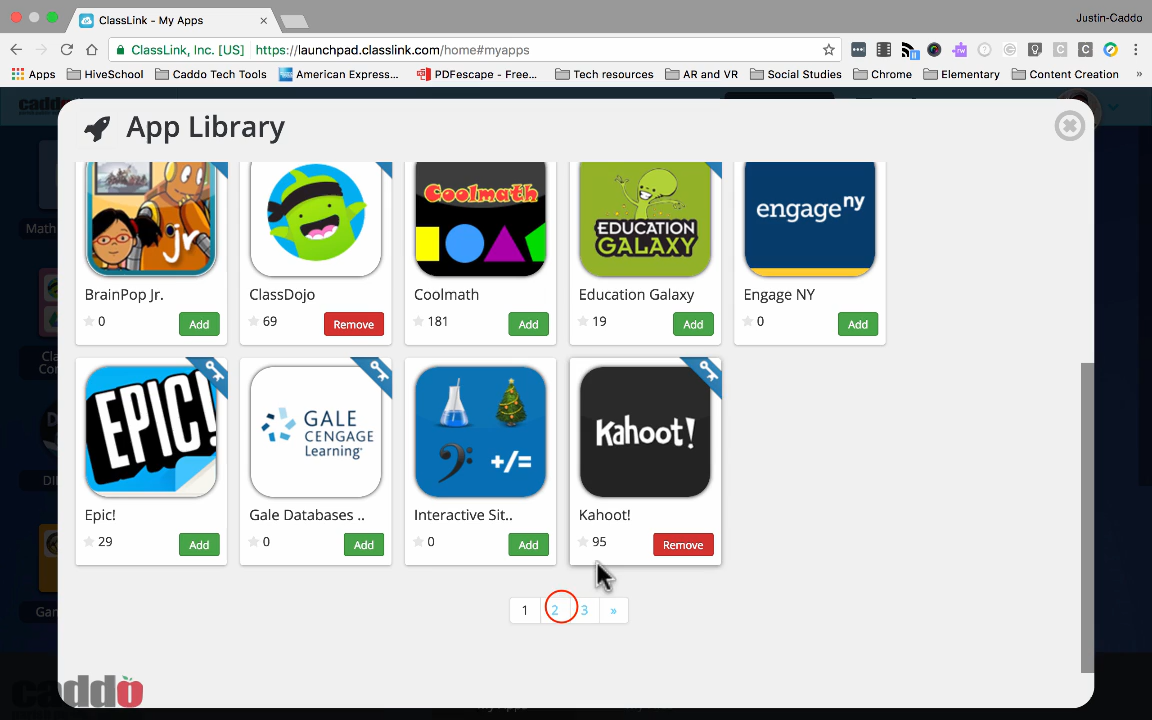 ClassLink - My Apps
Justin-Caddo
ClassLink, Inc. [US]
https://launchpad.classlink.com/home#myapps
Apps
HiveSchool
Caddo Tech Tools
American Express...
PDFescape - Free...
Tech resources
AR and VR
Social Studies
Chrome
Elementary
Content Creation
»
App Library
jr
Coolmath
EDUCATION
GALAXY
engage ny
BrainPop Jr.
ClassDojo
Coolmath
Education Galaxy
Engage NY
0
Add
69
Remove
181
Add
19
Add
0
Add
EPIC!
GALE
CENGAGE
Learning
+/=
Kahoot!
Epic!
Gale Databases ..
Interactive Sit..
Kahoot!
29
Add
0
Add
0
Add
95
Remove
1
2
3
»
Math
caddo